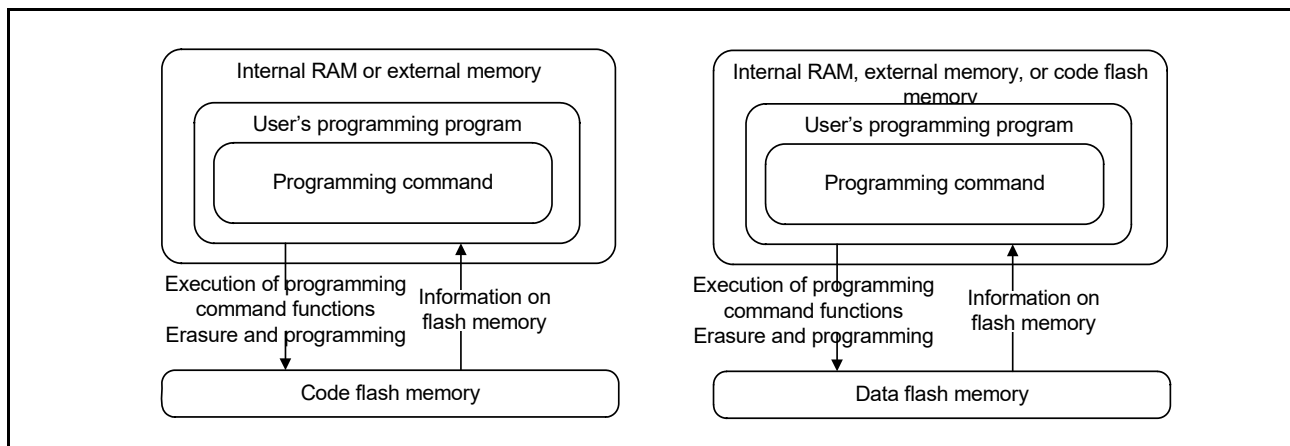 Internal RAM or external memory
User’s programming program
Programming command
Execution of programming
command functions
Erasure and programming
Information on
flash memory
Code flash memory
Internal RAM, external memory, or code flash
memory
User’s programming program
Programming command
Execution of programming
command functions
Erasure and programming
Information on
flash memory
Data flash memory